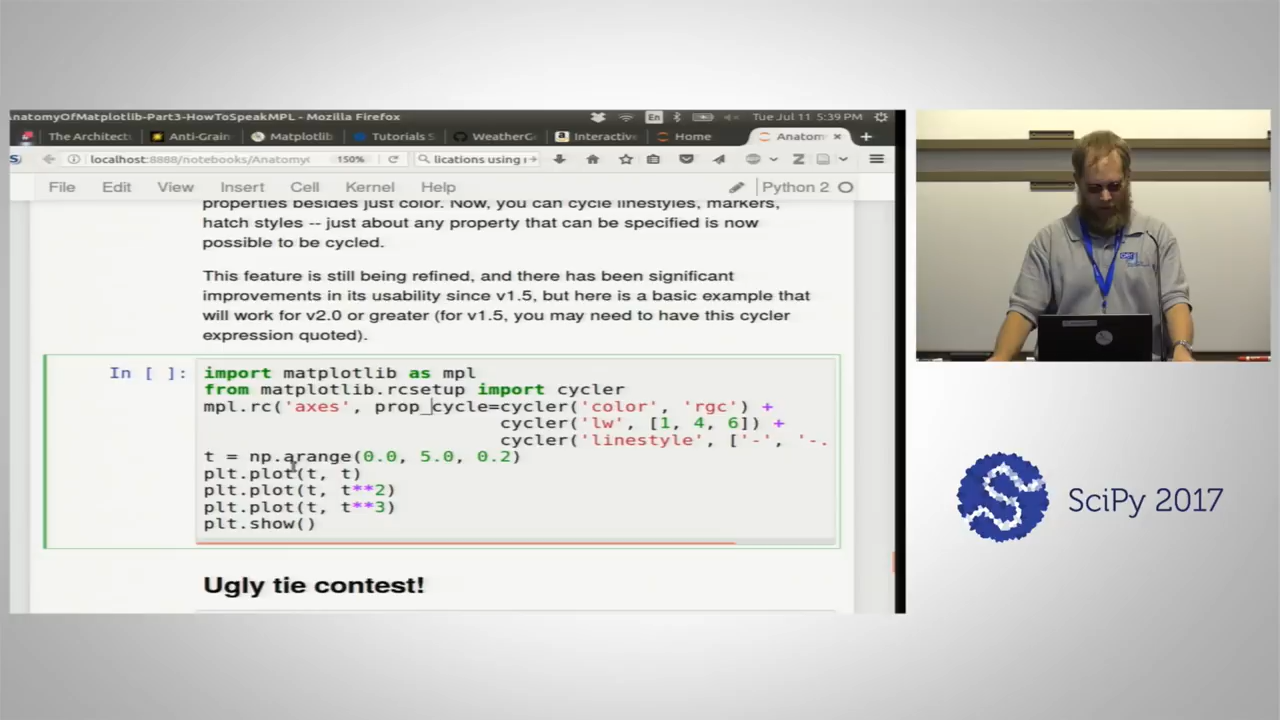 AnatomyOfMatplotlib-Part3-HowToSpeakMPL - Mozilla Firefox
En
Tue Jul 11 5:39 PM
The Architect
Anti-Grain
Matplotlib
Tutorials S
WeatherG
Interactive
Home
Anatom
localhost:8888/notebooks/Anatomy
150%
lications using
File Edit View Insert Cell Kernel Help
Python 2
properties besides just color. Now, you can cycle linestyles, markers,
hatch styles -- just about any property that can be specified is now
possible to be cycled.
This feature is still being refined, and there has been significant
improvements in its usability since v1.5, but here is a basic example that
will work for v2.0 or greater (for v1.5, you may need to have this cycler
expression quoted).
In [ ]:
import matplotlib as mpl
from matplotlib.rcsetup import cycler
mpl.rc('axes', prop_cycle=cycler('color', 'rgc') +
cycler('lw', [1, 4, 6]) +
cycler('linestyle', ['-', '-.
t = np.arange(0.0, 5.0, 0.2)
plt.plot(t, t)
plt.plot(t, t**2)
plt.plot(t, t**3)
plt.show()
Ugly tie contest!
SciPy 2017